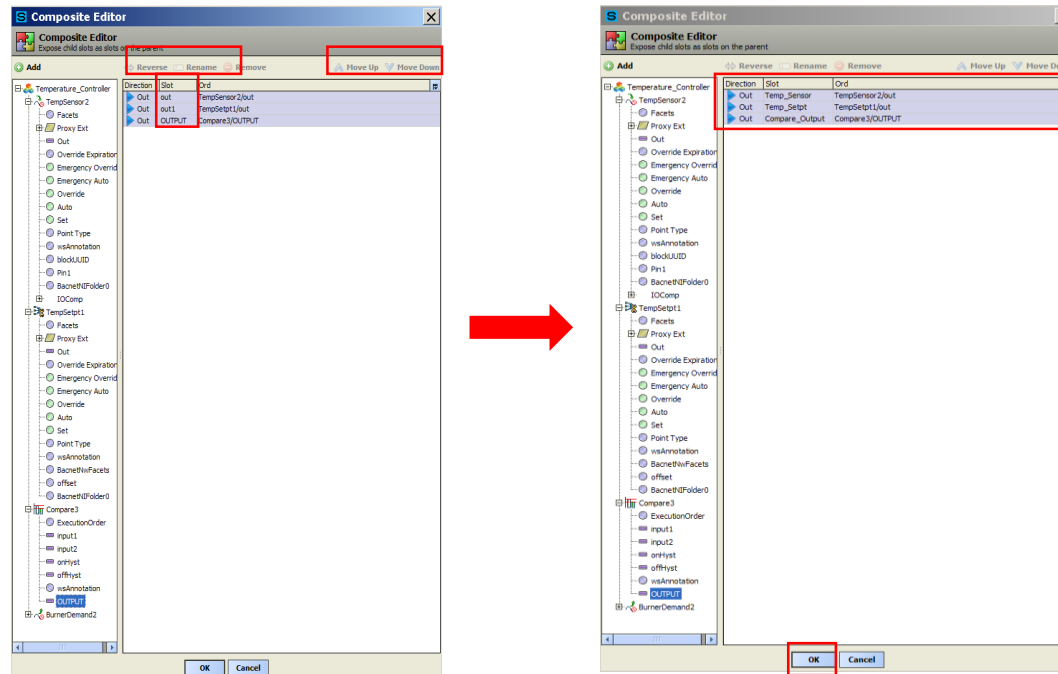 Composite Editor
Composite Editor
Expose child slots as slots on the parent
Add Reverse Rename Remove Move Up Move Down
Direction Slot Ord
Out out TempSensor2/out
Out out1 TempSetpt1/out
Out OUTPUT Compare3/OUTPUT
Temperature_Controller
TempSensor2
Facets
Proxy Ext
Out
Override Expiration
Emergency Overrid
Emergency Auto
Override
Auto
Set
Point Type
wsAnnotation
blockUUID
Pin1
BacnetNIFolder0
IOComp
TempSetpt1
Facets
Proxy Ext
Out
Override Expiration
Emergency Overrid
Emergency Auto
Override
Auto
Set
Point Type
wsAnnotation
BacnetNwFacets
offset
BacnetNIFolder0
Compare3
ExecutionOrder
input1
input2
onHyst
offHyst
wsAnnotation
OUTPUT
BurnerDemand2
OK Cancel
Composite Editor
Composite Editor
Expose child slots as slots on the parent
Add Reverse Rename Remove Move Up Move Do
Direction Slot Ord
Out Temp_Sensor TempSensor2/out
Out Temp_Setpt TempSetpt1/out
Out Compare_Output Compare3/OUTPUT
Temperature_Controller
TempSensor2
Facets
Proxy Ext
Out
Override Expiration
Emergency Overrid
Emergency Auto
Override
Auto
Set
Point Type
wsAnnotation
blockUUID
Pin1
BacnetNIFolder0
IOComp
TempSetpt1
Facets
Proxy Ext
Out
Override Expiration
Emergency Overrid
Emergency Auto
Override
Auto
Set
Point Type
wsAnnotation
BacnetNwFacets
offset
BacnetNIFolder0
Compare3
ExecutionOrder
input1
input2
onHyst
offHyst
wsAnnotation
OUTPUT
BurnerDemand2
OK Cancel